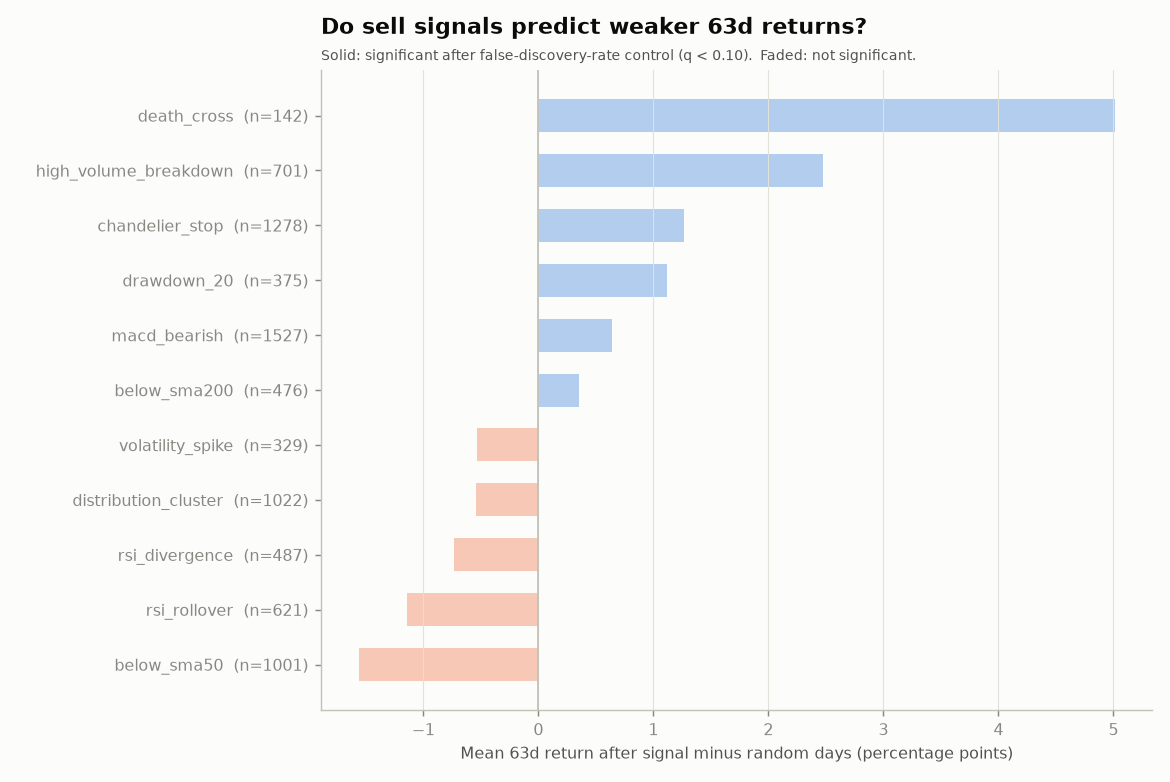 Do sell signals predict weaker 63d returns?
Solid: significant after false-discovery-rate control (q < 0.10).  Faded: not significant.
death_cross  (n=142)
high_volume_breakdown  (n=701)
chandelier_stop  (n=1278)
drawdown_20  (n=375)
macd_bearish  (n=1527)
below_sma200  (n=476)
volatility_spike  (n=329)
distribution_cluster  (n=1022)
rsi_divergence  (n=487)
rsi_rollover  (n=621)
below_sma50  (n=1001)
−1 0 1 2 3 4 5
Mean 63d return after signal minus random days (percentage points)